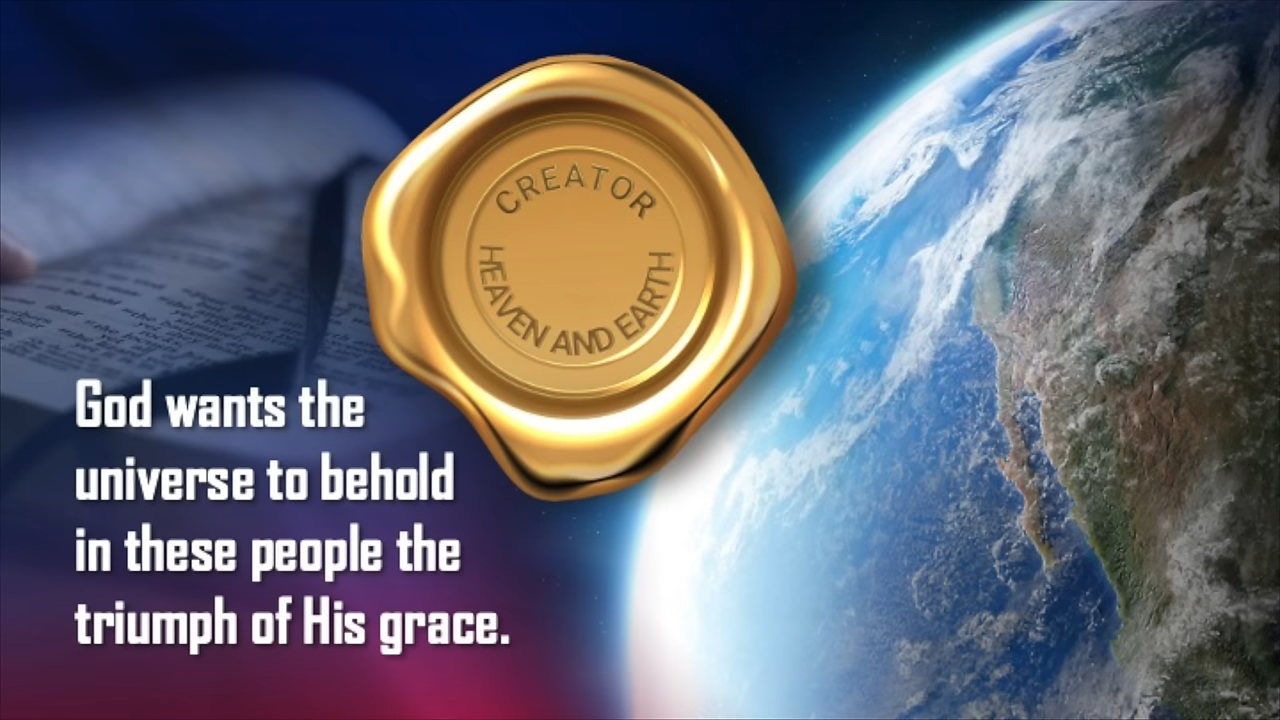 CREATOR
HEAVEN AND EARTH
God wants the
universe to behold
in these people the
triumph of His grace.